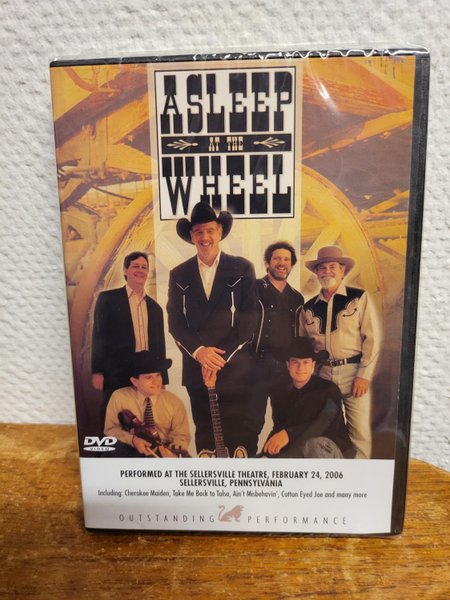 ASLEEP
AT THE
WHEEL
DVD
VIDEO
PERFORMED AT THE SELLERSVILLE THEATRE, FEBRUARY 24, 2006
SELLERSVILLE, PENNSYLVANIA
Including: Cherokee Maiden, Take Me Back to Tulsa, Ain't Misbehavin', Cotton Eyed Joe and many more
OUTSTANDING PERFORMANCE